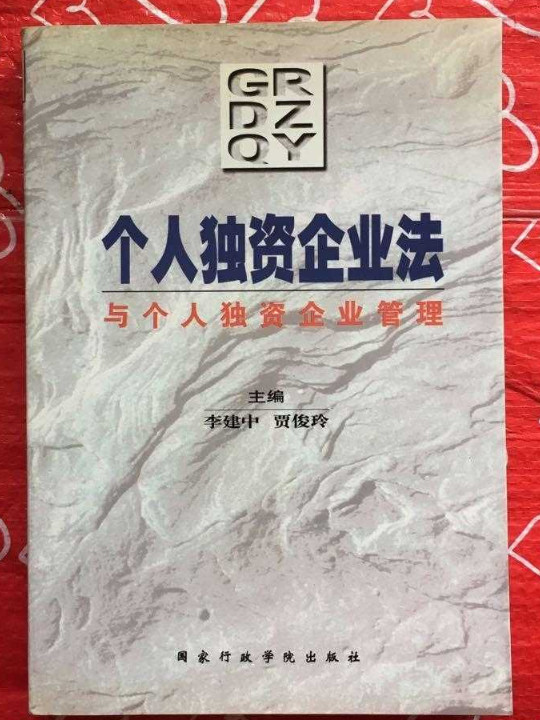 GR
DZ
QY
个人独资企业法
与个人独资企业管理
主编
李建中 贾俊玲
国家行政学院出版社